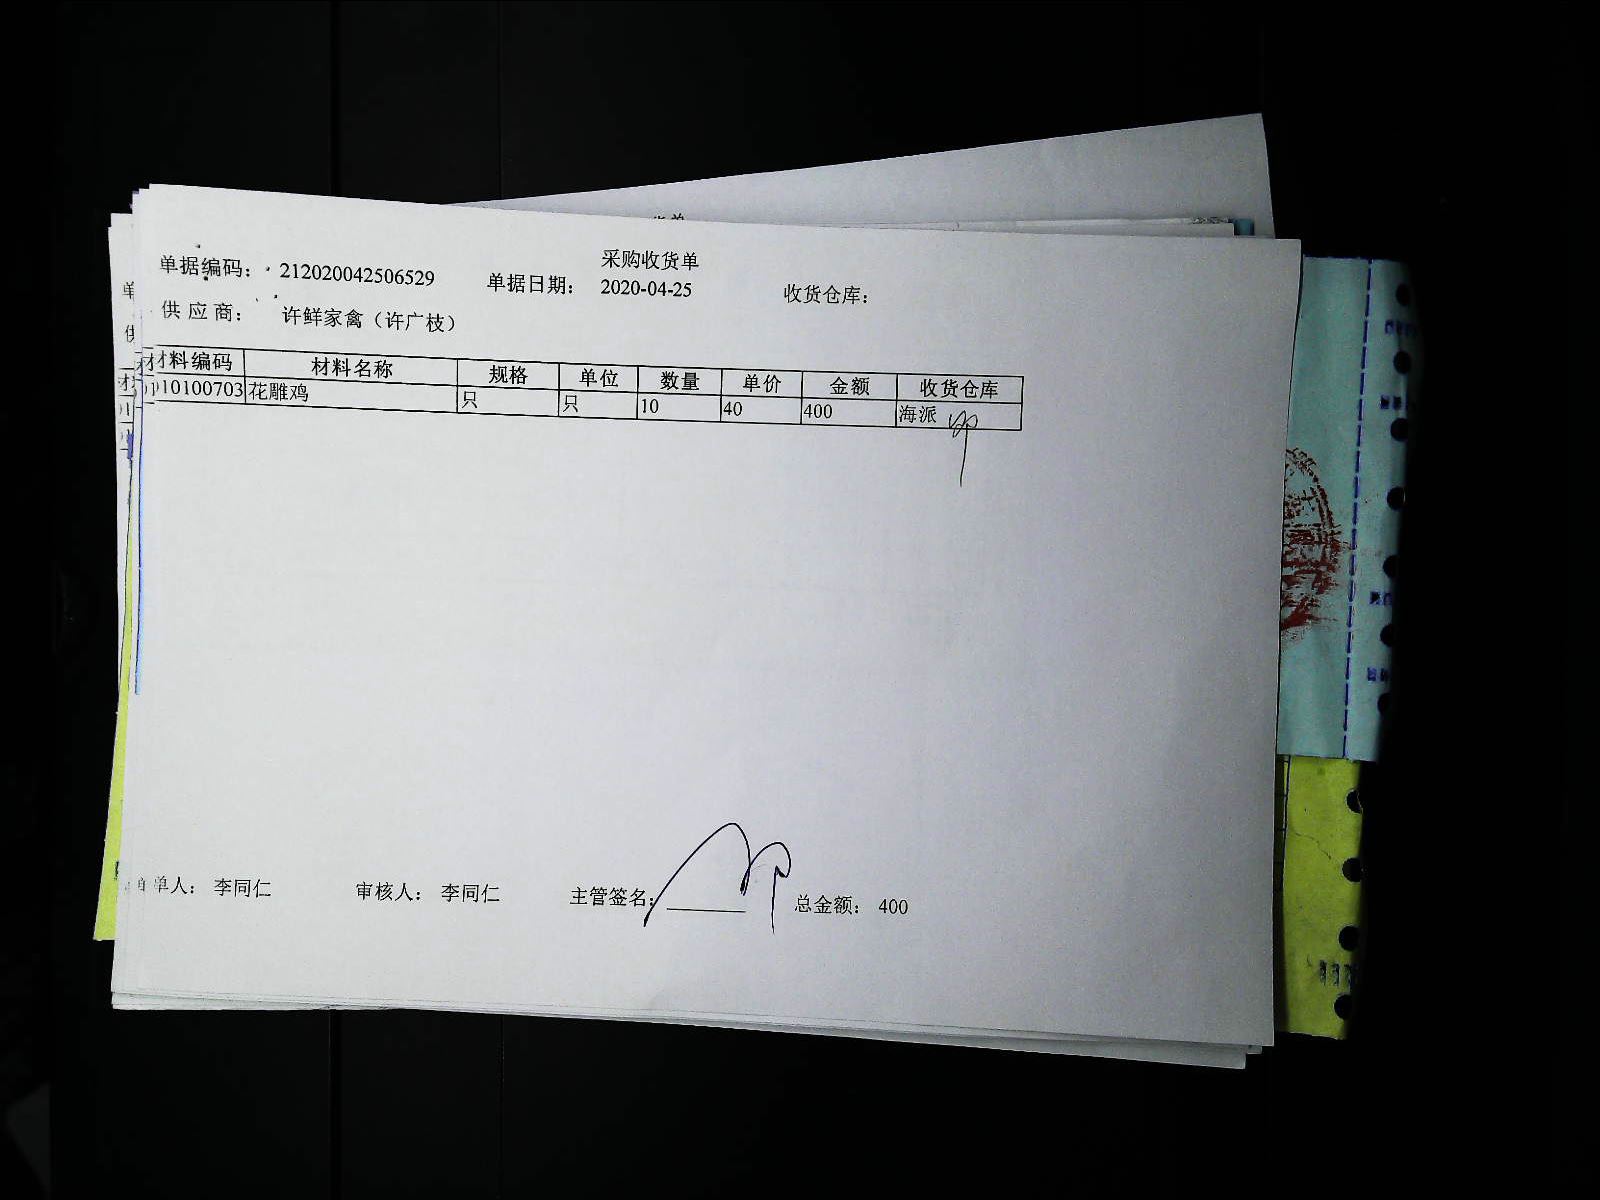 采购收货单
单据编码: 212020042506529 单据日期: 2020-04-25 收货仓库:
供应商: 许鲜家禽（许广枝）
材料编码 材料名称 规格 单位 数量 单价 金额 收货仓库
10100703 花雕鸡 只 只 10 40 400 海派
单人: 李同仁 审核人: 李同仁 主管签名: 总金额: 400